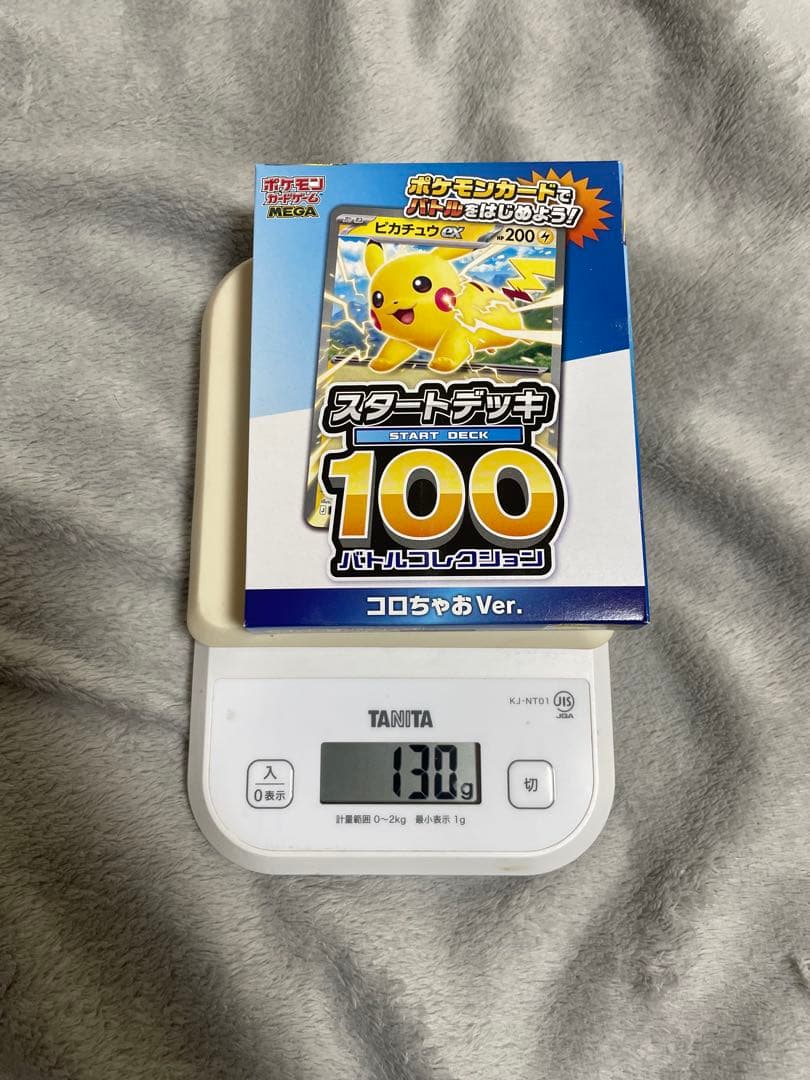 ポケモン
カードゲーム
MEGA
ポケモンカードで
バトルをはじめよう!
ピカチュウex
HP200
スタートデッキ
START DECK
100
バトルコレクション
コロちゃおVer.
KJ-NT01
JIS
JQA
TANITA
入
0表示
130g
切
計量範囲 0〜2kg 最小表示 1g